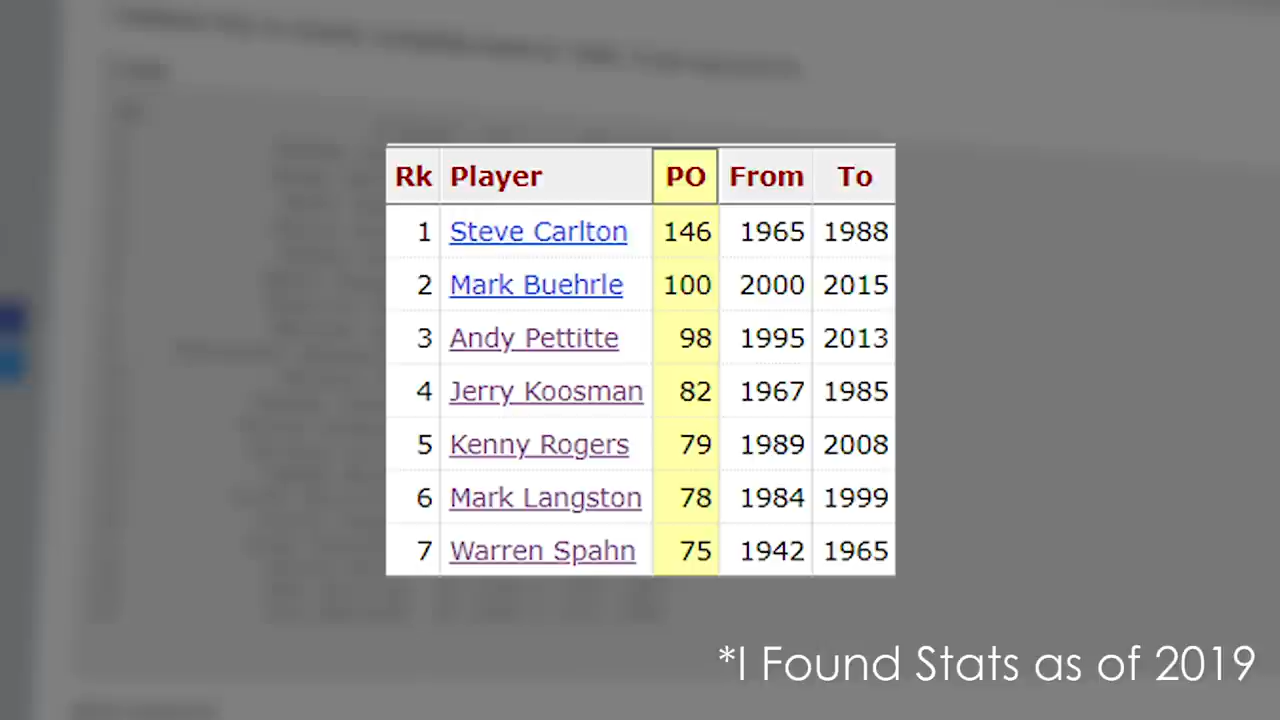 Rk Player PO From To
1 Steve Carlton 146 1965 1988
2 Mark Buehrle 100 2000 2015
3 Andy Pettitte 98 1995 2013
4 Jerry Koosman 82 1967 1985
5 Kenny Rogers 79 1989 2008
6 Mark Langston 78 1984 1999
7 Warren Spahn 75 1942 1965
*I Found Stats as of 2019